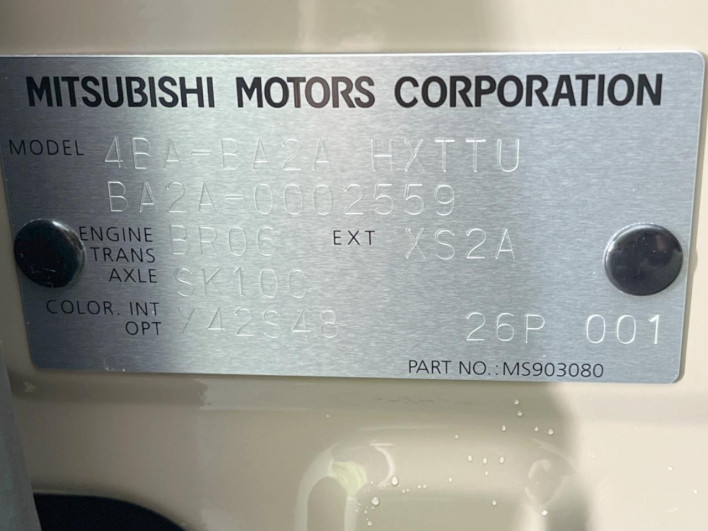 MITSUBISHI MOTORS CORPORATION
MODEL 4BA-BA2A HXTTU
BA2A-0002559
ENGINE BR06 EXT XS2A
TRANS
AXLE SK10C
COLOR. INT
OPT Y42S48 26P 001
PART NO.:MS903080